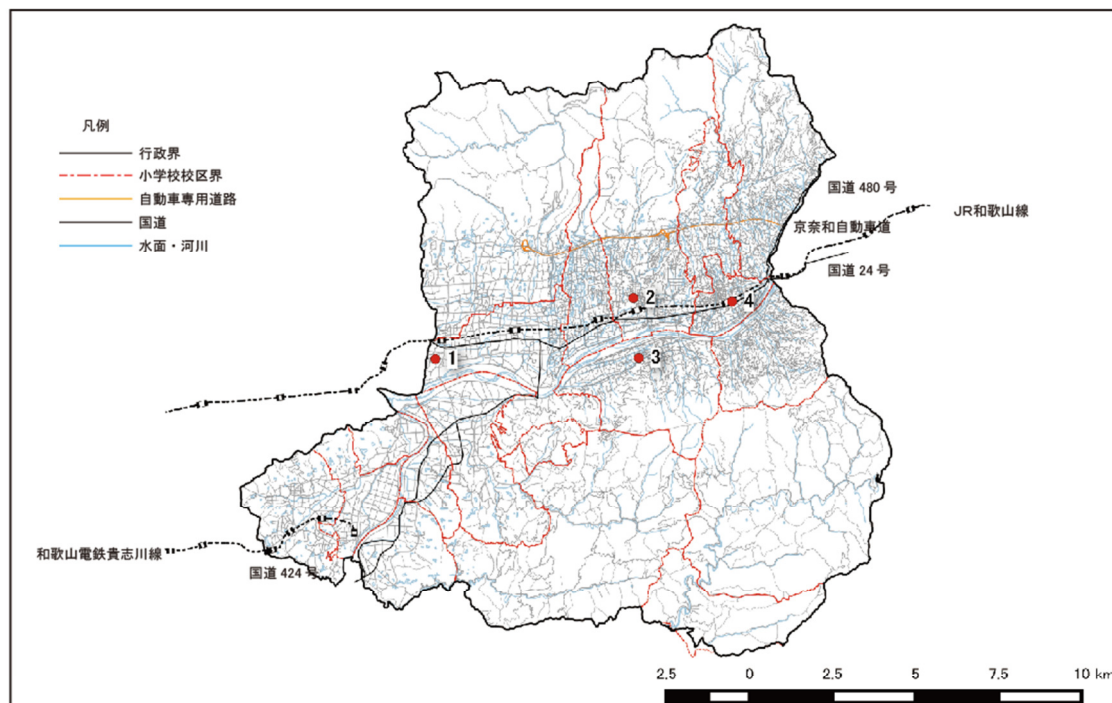 凡例
行政界
小学校校区界
自動車専用道路
国道
水面・河川
国道 480 号
JR和歌山線
京奈和自動車道
国道 24 号
2
4
1
3
和歌山電鉄貴志川線
国道 424 号
2.5 0 2.5 5 7.5 10 km